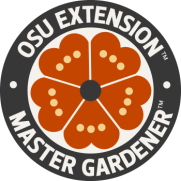 OSU EXTENSION™
MASTER GARDENER™